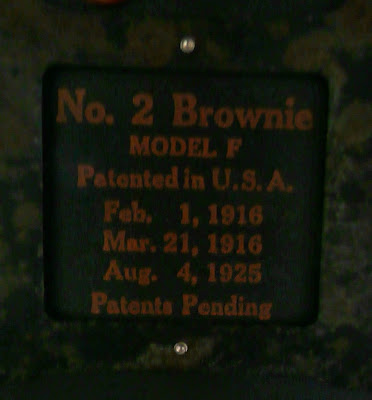 No. 2 Brownie
MODEL F
Patented in U.S.A.
Feb. 1, 1916
Mar. 21, 1916
Aug. 4, 1925
Patents Pending